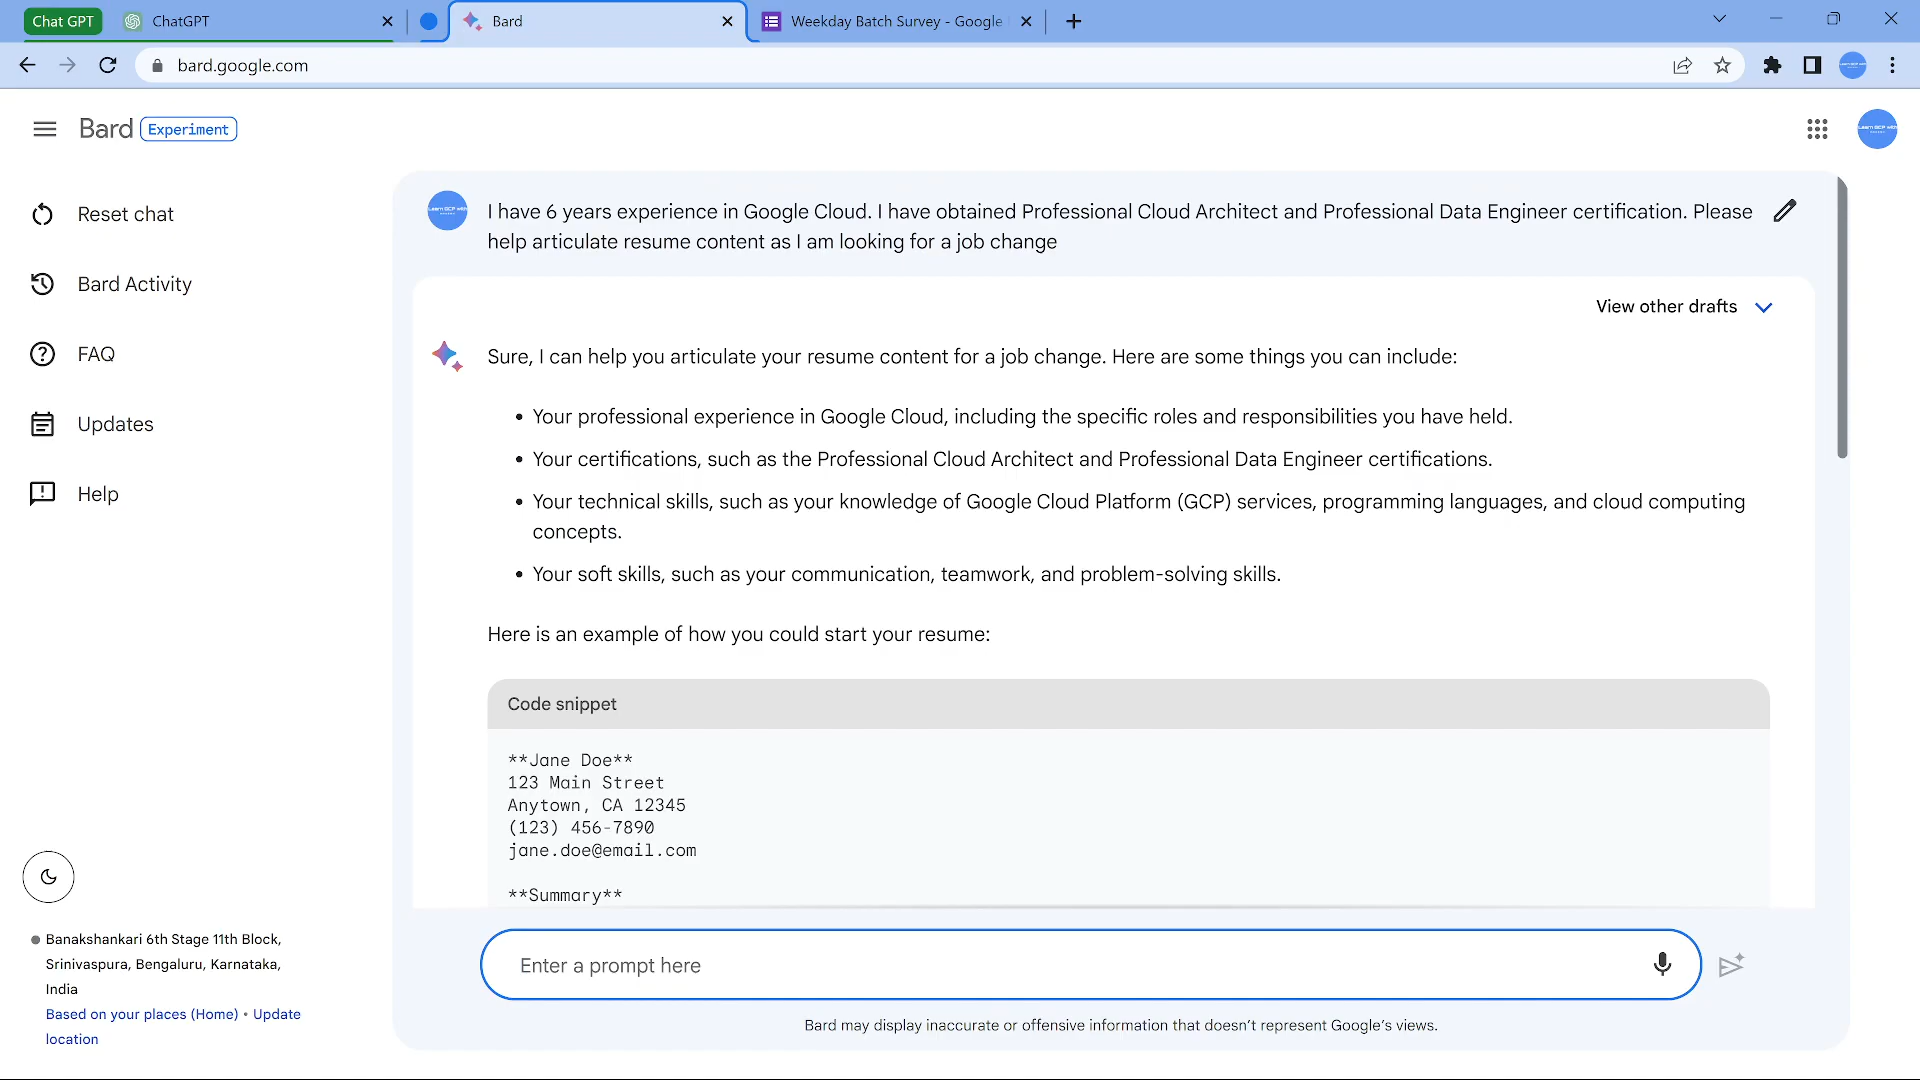 Chat GPT
ChatGPT
Bard
Weekday Batch Survey - Google
bard.google.com
Bard Experiment
Reset chat
Bard Activity
FAQ
Updates
Help
I have 6 years experience in Google Cloud. I have obtained Professional Cloud Architect and Professional Data Engineer certification. Please
help articulate resume content as I am looking for a job change
View other drafts
Sure, I can help you articulate your resume content for a job change. Here are some things you can include:
• Your professional experience in Google Cloud, including the specific roles and responsibilities you have held.
• Your certifications, such as the Professional Cloud Architect and Professional Data Engineer certifications.
• Your technical skills, such as your knowledge of Google Cloud Platform (GCP) services, programming languages, and cloud computing
concepts.
• Your soft skills, such as your communication, teamwork, and problem-solving skills.
Here is an example of how you could start your resume:
Code snippet
**Jane Doe**
123 Main Street
Anytown, CA 12345
(123) 456-7890
jane.doe@email.com
**Summary**
Enter a prompt here
Bard may display inaccurate or offensive information that doesn't represent Google's views.
Banakshankari 6th Stage 11th Block,
Srinivaspura, Bengaluru, Karnataka,
India
Based on your places (Home) • Update
location